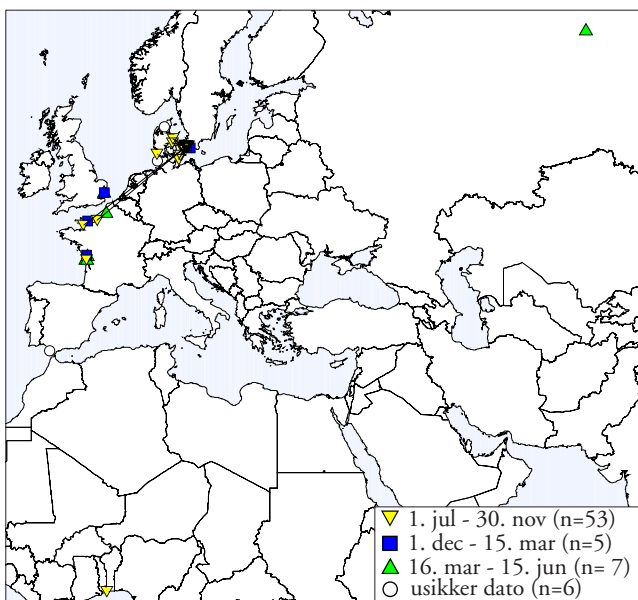 1. jul - 30. nov (n=53)
1. dec - 15. mar (n=5)
16. mar - 15. jun (n= 7)
usikker dato (n=6)